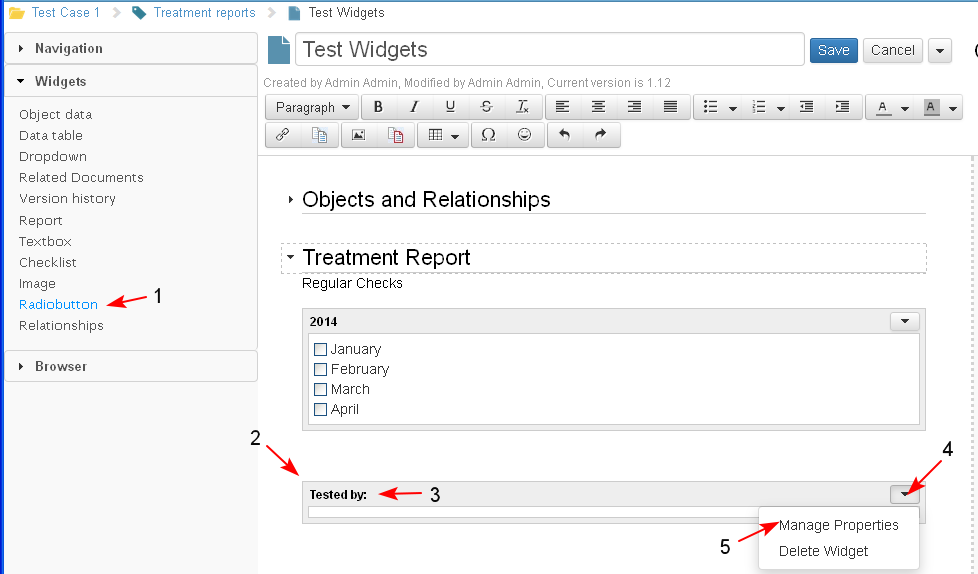 Test Case 1 Treatment reports Test Widgets
Navigation
Widgets
Object data
Data table
Dropdown
Related Documents
Version history
Report
Textbox
Checklist
Image
Radiobutton 1
Relationships
Browser
Test Widgets Save Cancel
Created by Admin Admin, Modified by Admin Admin, Current version is 1.12
Paragraph B I U S Tx A A
Ω
Objects and Relationships
Treatment Report
Regular Checks
2014
January
February
March
April
2
4
Tested by: 3
Manage Properties
5
Delete Widget